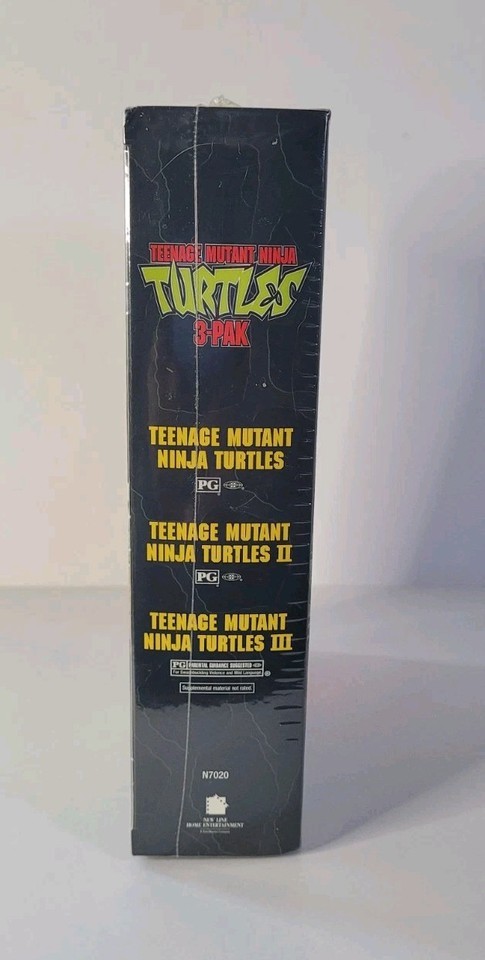 TEENAGE MUTANT NINJA
TURTLES
3-PAK
TEENAGE MUTANT
NINJA TURTLES
PG
TEENAGE MUTANT
NINJA TURTLES II
PG
TEENAGE MUTANT
NINJA TURTLES III
PG PARENTAL GUIDANCE SUGGESTED
Supplemental material not rated.
N7020
NEW LINE
HOME ENTERTAINMENT